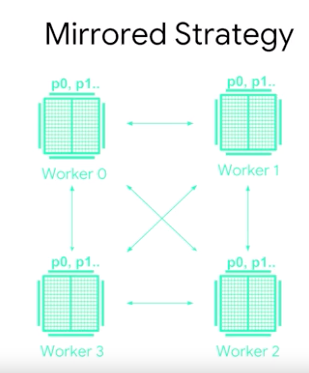 Mirrored Strategy
p0, p1..
p0, p1..
Worker 0
Worker 1
p0, p1..
p0, p1..
Worker 3
Worker 2